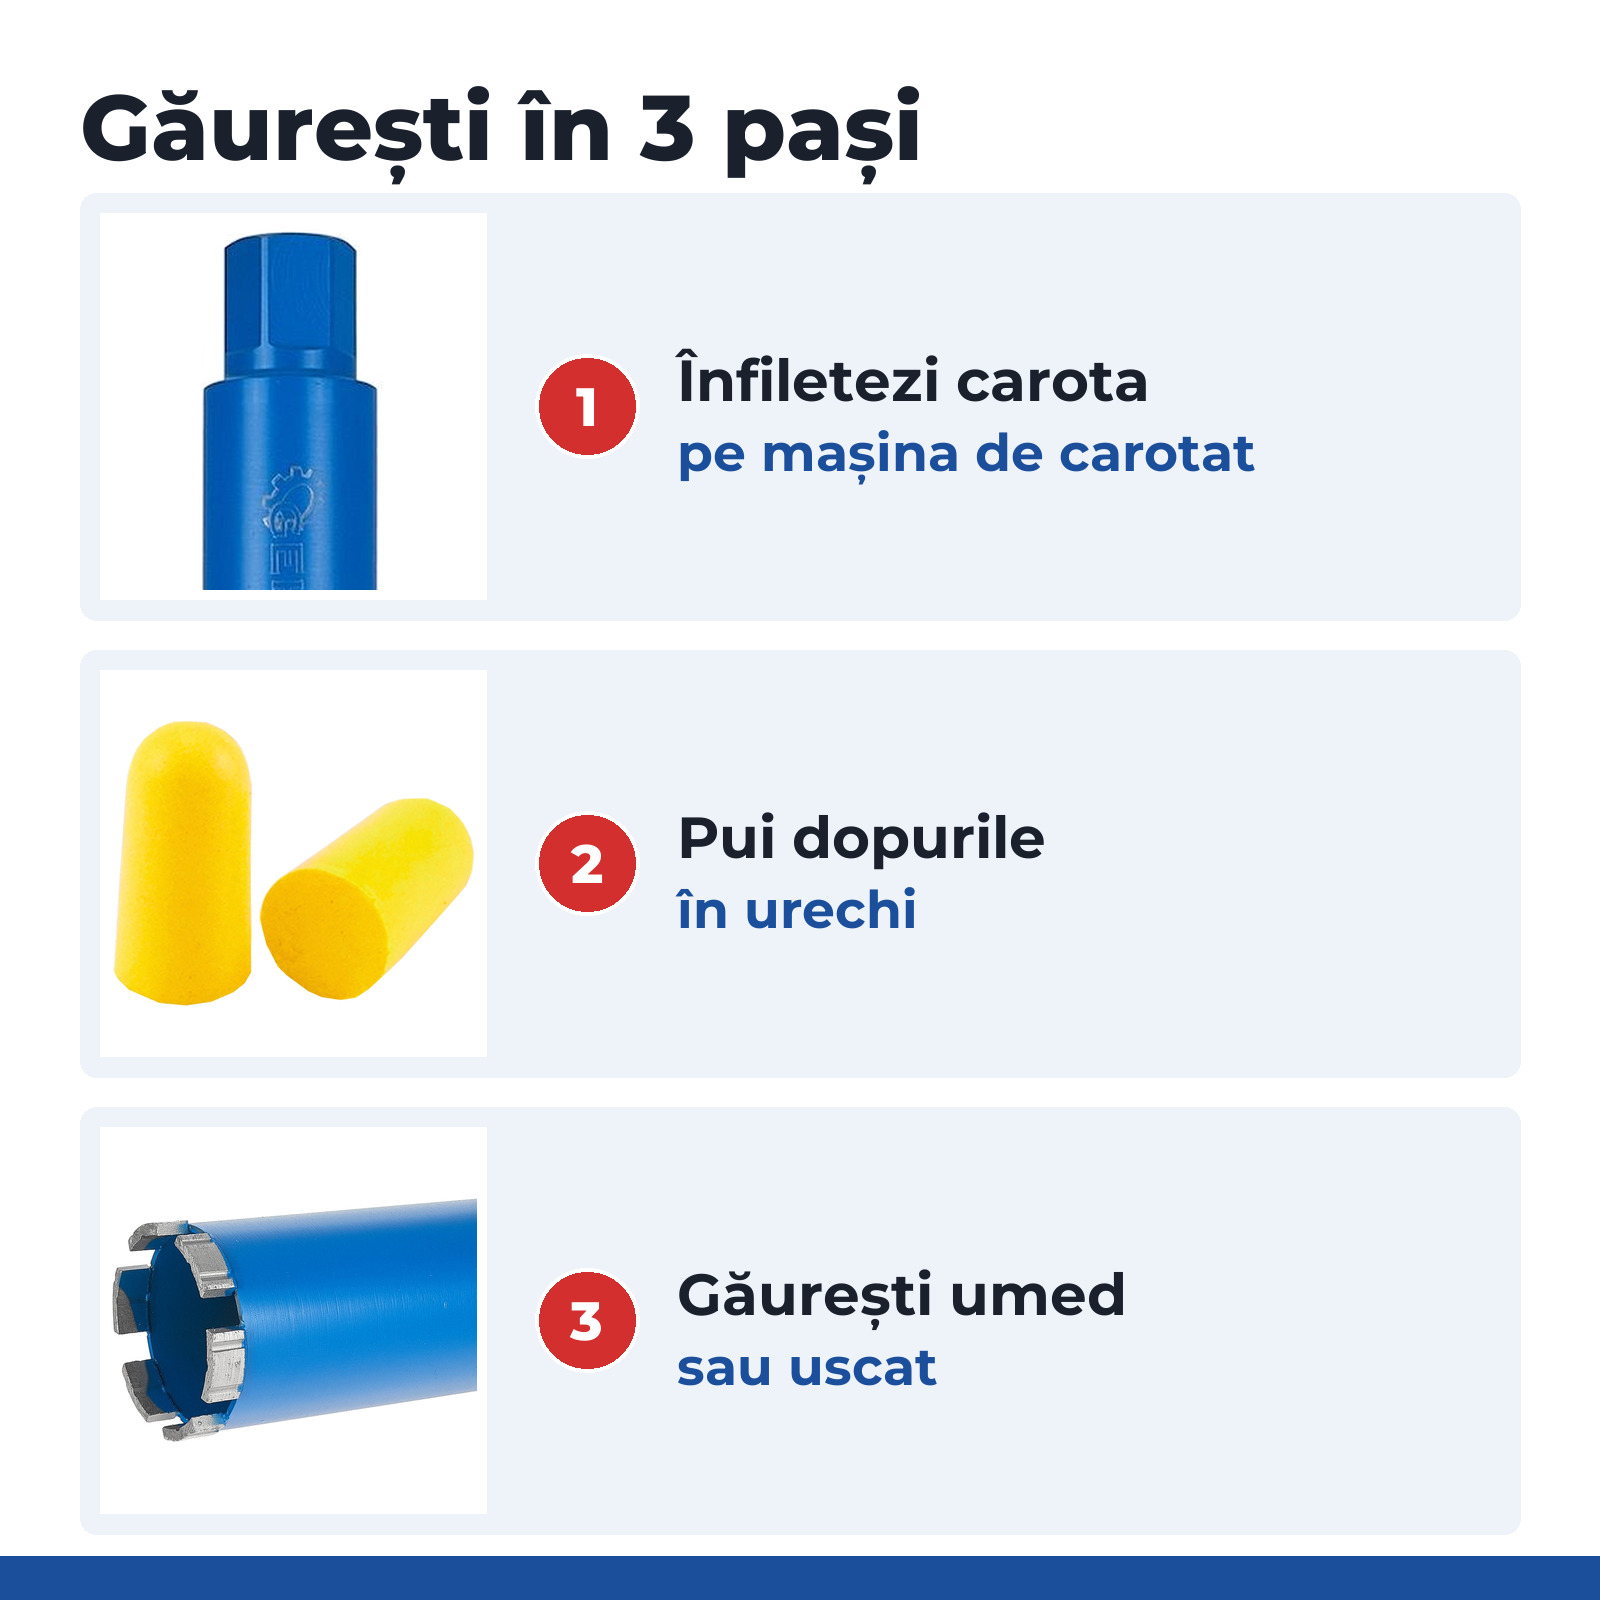 Găurești în 3 pași
1
Înfiletezi carota
pe mașina de carotat
2
Pui dopurile
în urechi
3
Găurești umed
sau uscat